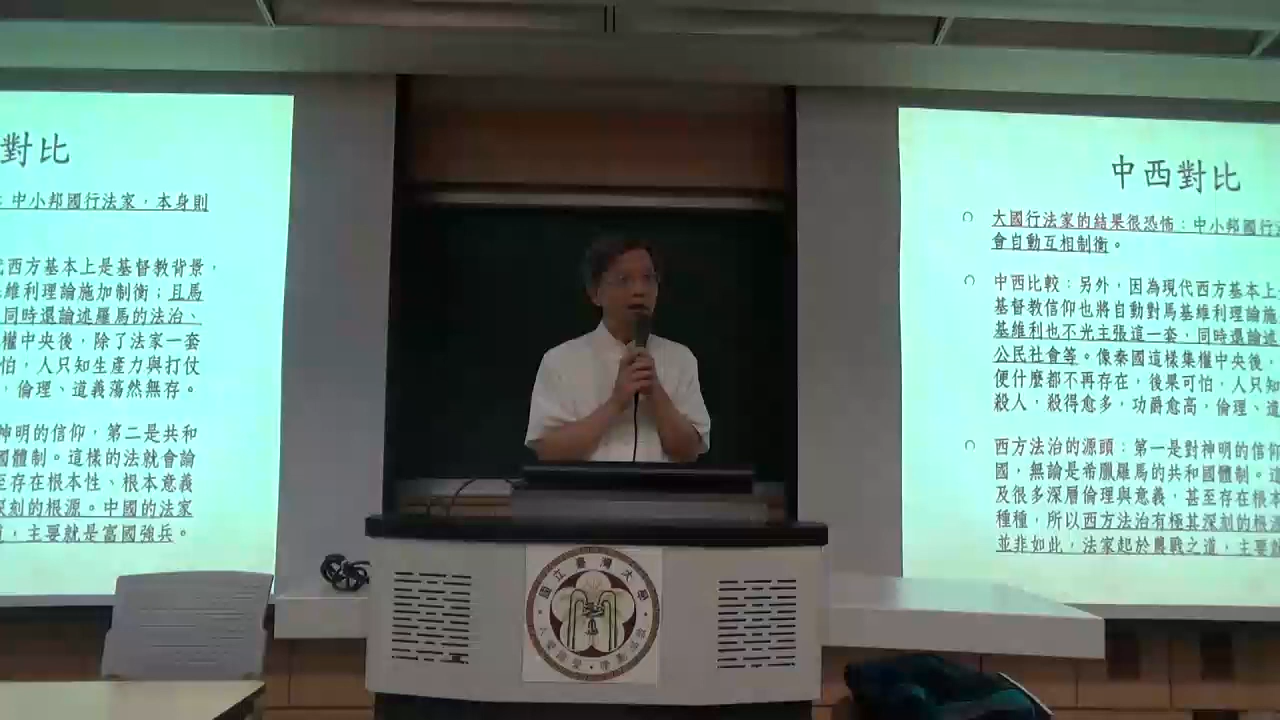 對比
：中小邦國行法家，本身則
代西方基本上是基督教背景，
維利理論施加制衡；且馬
同時還論述羅馬的法治、
權中央後，除了法家一套
怕，人只知生產力與打仗
，倫理、道義蕩然無存。
神明的信仰，第二是共和
國體制。這樣的法就會論
至存在根本性、根本意義
深刻的根源。中國的法家
道，主要就是富國強兵。
中西對比
大國行法家的結果很恐怖：中小邦國行
會自動互相制衡。
中西比較：另外，因為現代西方基本上
基督教信仰也將自動對馬基維利理論施
基維利也不光主張這一套，同時還論述
公民社會等。像秦國這樣集權中央後，
便什麼都不再存在，後果可怕，人只知
殺人，殺得愈多，功爵愈高，倫理、道
西方法治的源頭：第一是對神明的信仰
國，無論是希臘羅馬的共和國體制。這
及很多深層倫理與意義，甚至存在根本
種種，所以西方法治有極其深刻的根源
並非如此，法家起於農戰之道，主要就
國立臺灣大學